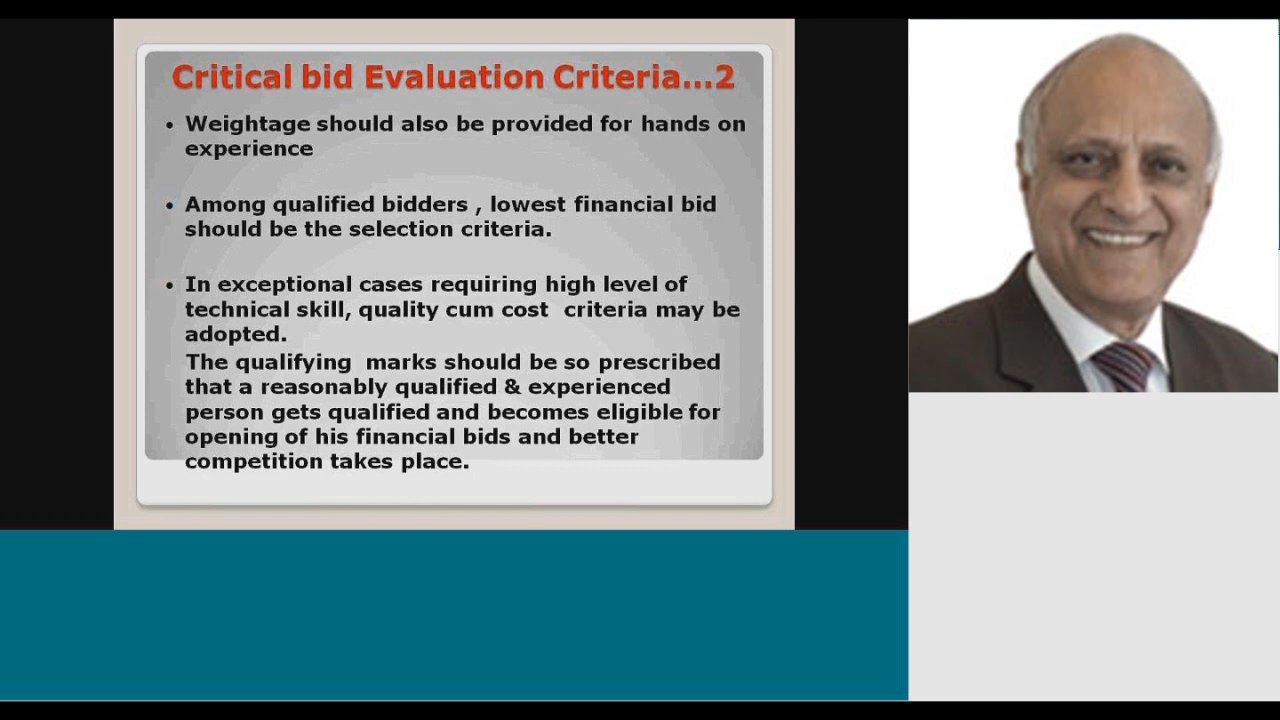 Critical bid Evaluation Criteria...2
• Weightage should also be provided for hands on
experience
• Among qualified bidders , lowest financial bid
should be the selection criteria.
• In exceptional cases requiring high level of
technical skill, quality cum cost criteria may be
adopted.
The qualifying marks should be so prescribed
that a reasonably qualified & experienced
person gets qualified and becomes eligible for
opening of his financial bids and better
competition takes place.